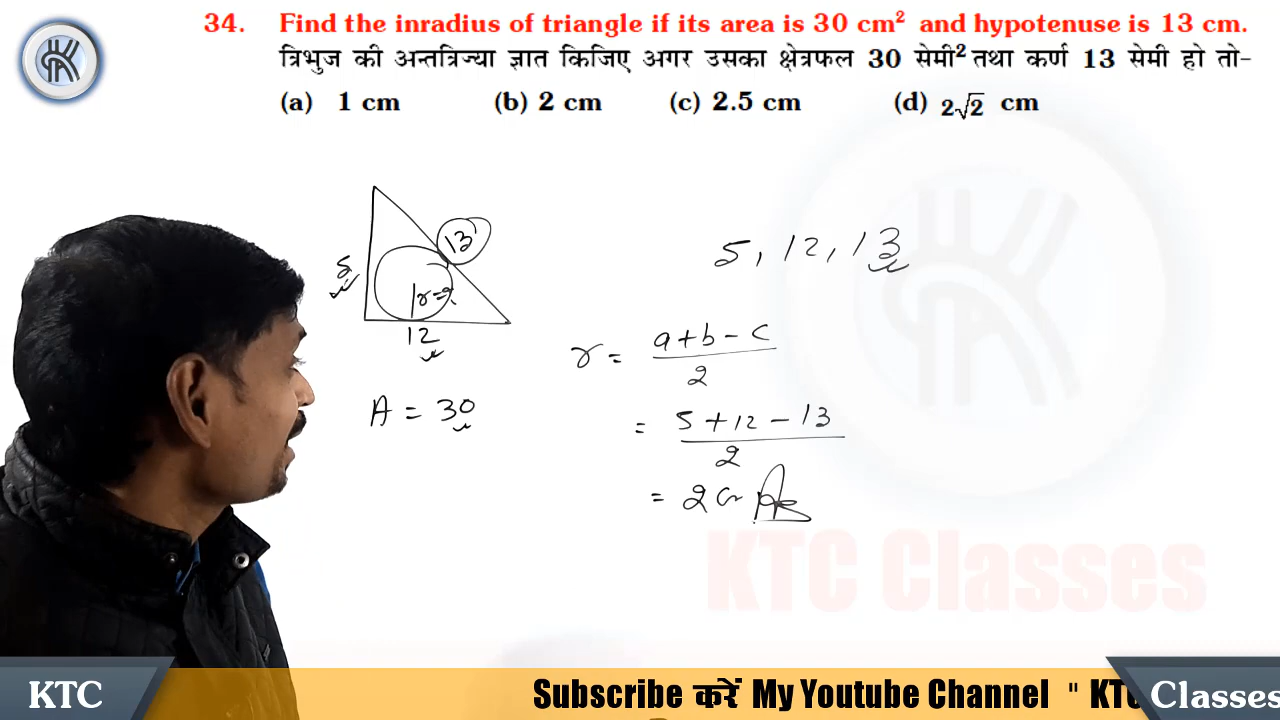 34. Find the inradius of triangle if its area is 30 cm² and hypotenuse is 13 cm.
त्रिभुज की अन्तत्रिज्या ज्ञात किजिए अगर उसका क्षेत्रफल 30 सेमी² तथा कर्ण 13 सेमी हो तो-
(a) 1 cm (b) 2 cm (c) 2.5 cm (d) 2√2 cm
13
5
r=2
12
5, 12, 13
A = 30
r = a+b-c / 2
= 5+12-13 / 2
= 2 cm Ans
KTC Classes
KTC
Subscribe करें My Youtube Channel " KTC
Classes